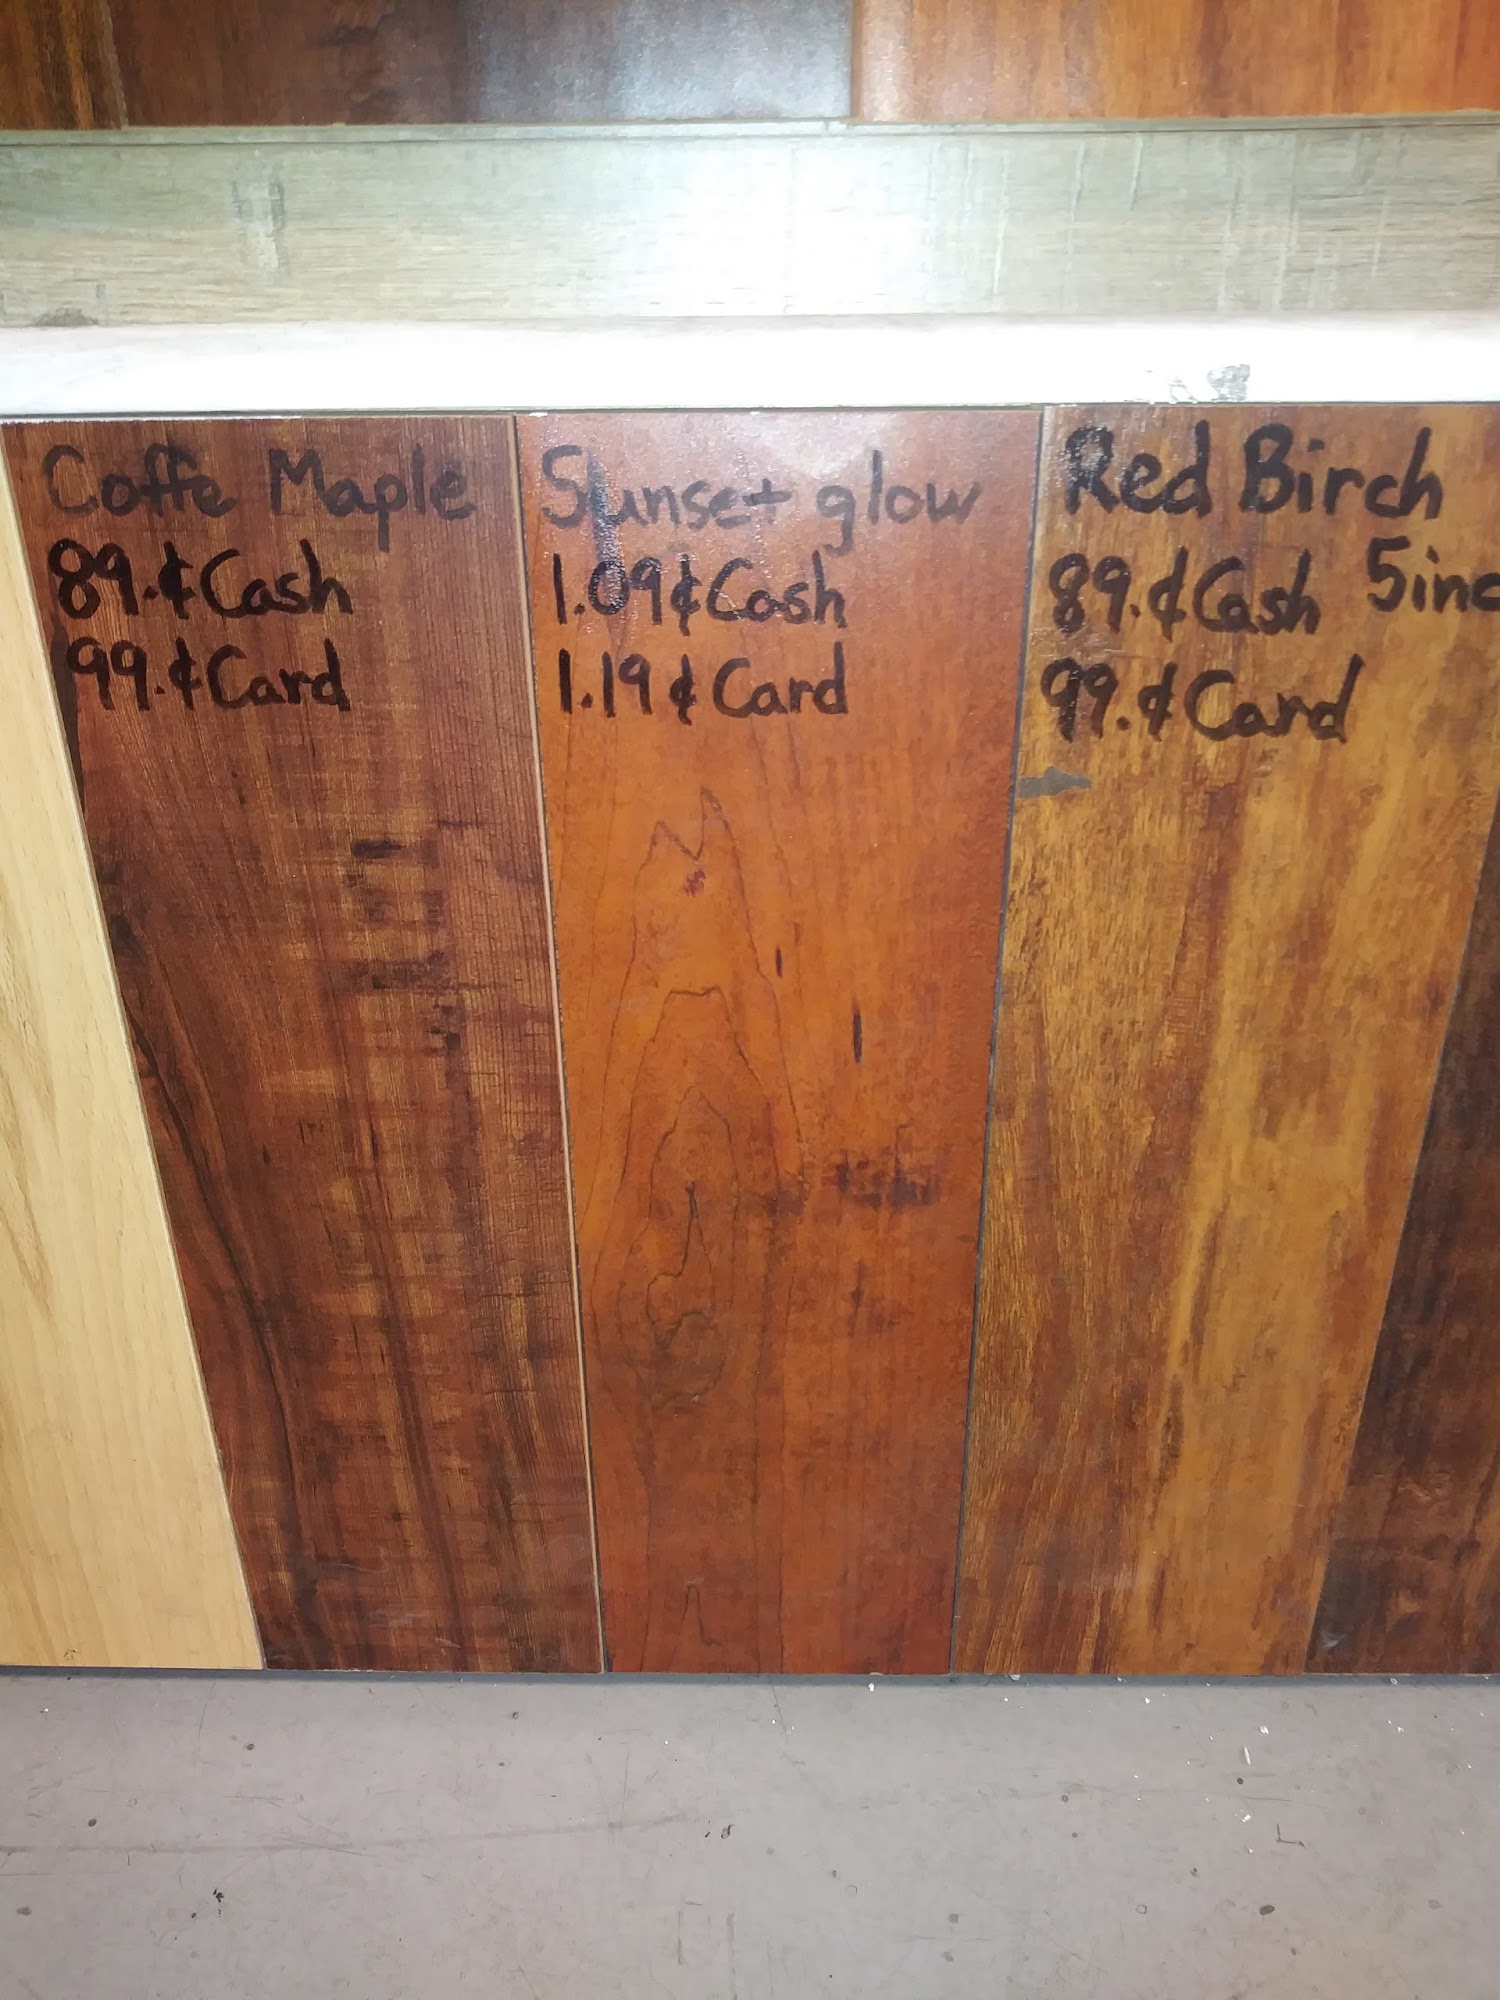 Coffe Maple
89.¢ Cash
99.¢ Card
Sunset glow
1.09¢ Cash
1.19¢ Card
Red Birch
89.¢ Cash 5inc
99.¢ Card